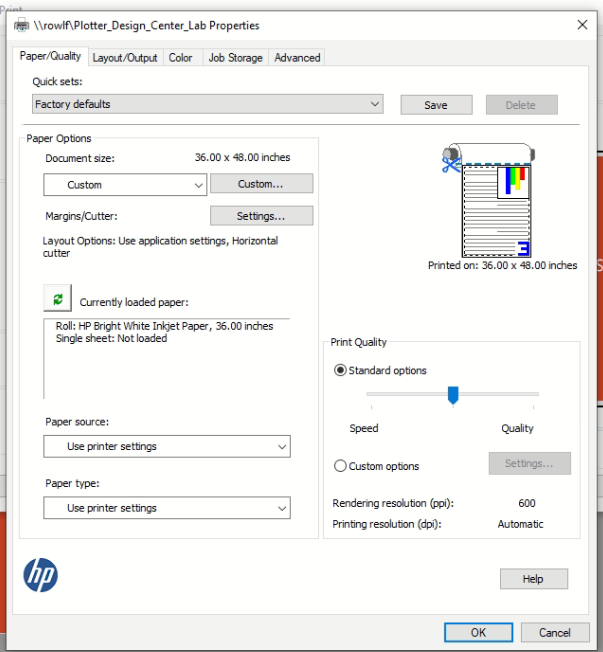 Print
\\rowlf\Plotter_Design_Center_Lab Properties
Paper/Quality Layout/Output Color Job Storage Advanced
Quick sets:
Factory defaults Save Delete
Paper Options
Document size: 36.00 x 48.00 inches
Custom Custom...
Margins/Cutter: Settings...
Layout Options: Use application settings, Horizontal
cutter
Currently loaded paper:
Roll: HP Bright White Inkjet Paper, 36.00 inches
Single sheet: Not loaded
Paper source:
Use printer settings
Paper type:
Use printer settings
3
Printed on: 36.00 x 48.00 inches
S
Print Quality
Standard options
Speed Quality
Custom options Settings...
Rendering resolution (ppi): 600
Printing resolution (dpi): Automatic
hp
Help
OK Cancel